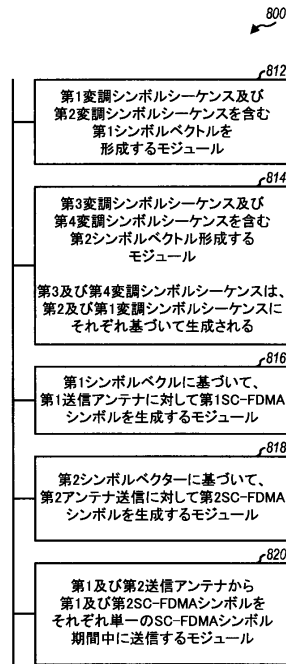 800
812
第1変調シンボルシーケンス及び
第2変調シンボルシーケンスを含む
第1シンボルベクトルを
形成するモジュール
814
第3変調シンボルシーケンス及び
第4変調シンボルシーケンスを含む
第2シンボルベクトル形成する
モジュール
第3及び第4変調シンボルシーケンスは、
第2及び第1変調シンボルシーケンスに
それぞれ基づいて生成される
816
第1シンボルベクルに基づいて、
第1送信アンテナに対して第1SC-FDMA
シンボルを生成するモジュール
818
第2シンボルベクターに基づいて、
第2アンテナ送信に対して第2SC-FDMA
シンボルを生成するモジュール
820
第1及び第2送信アンテナから
第1及び第2SC-FDMAシンボルを
それぞれ単一のSC-FDMAシンボル
期間中に送信するモジュール